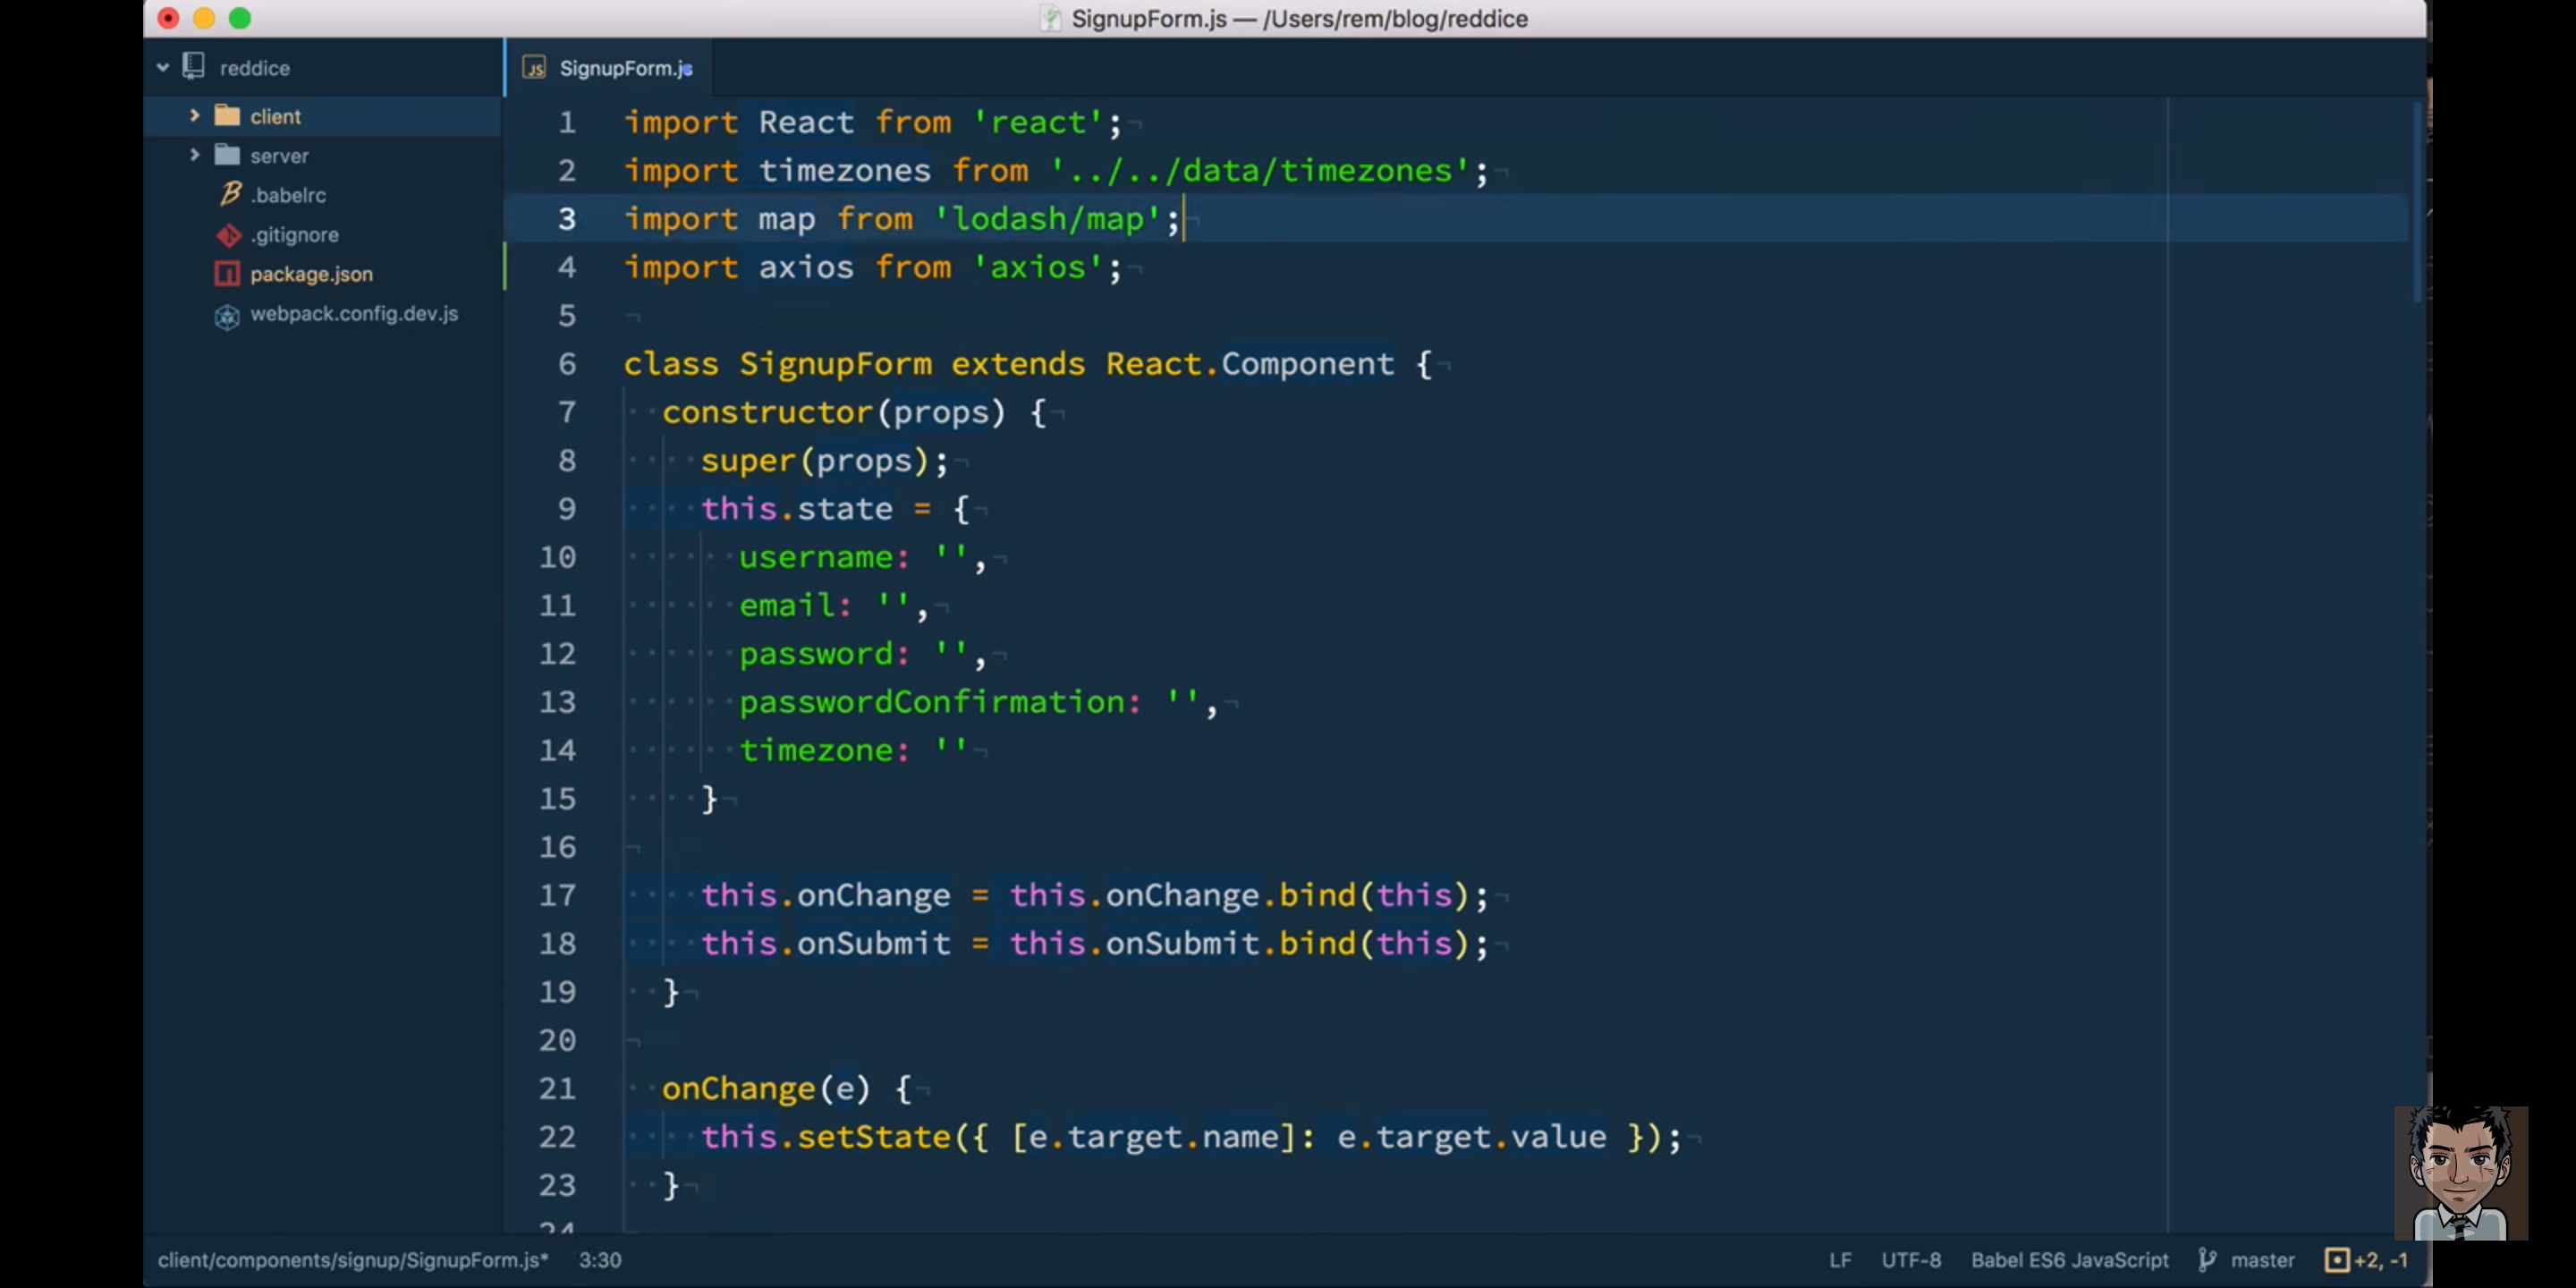 SignupForm.js — /Users/rem/blog/reddice
reddice
client
server
.babelrc
.gitignore
package.json
webpack.config.dev.js
SignupForm.js
1 import React from 'react';
2 import timezones from '../../data/timezones';
3 import map from 'lodash/map';
4 import axios from 'axios';
5
6 class SignupForm extends React.Component {
7 constructor(props) {
8 super(props);
9 this.state = {
10 username: '',
11 email: '',
12 password: '',
13 passwordConfirmation: '',
14 timezone: ''
15 }
16
17 this.onChange = this.onChange.bind(this);
18 this.onSubmit = this.onSubmit.bind(this);
19 }
20
21 onChange(e) {
22 this.setState({ [e.target.name]: e.target.value });
23 }
24
client/components/signup/SignupForm.js* 3:30 LF UTF-8 Babel ES6 JavaScript master +2, -1